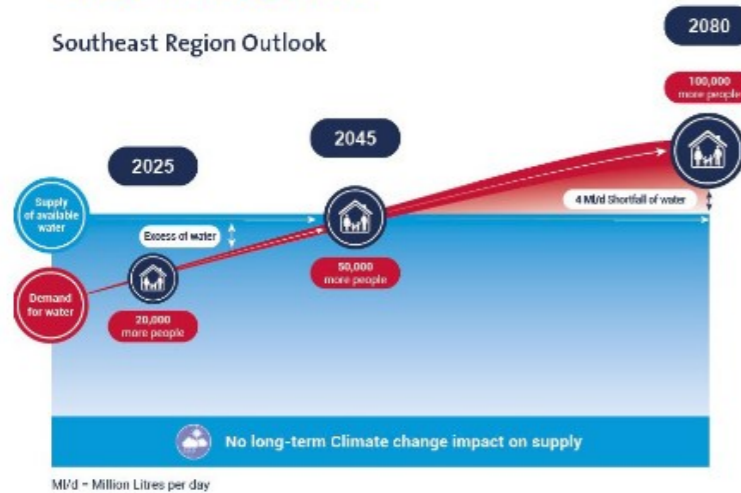 Southeast Region Outlook
2080
100,000
more people
2045
2025
Supply
of available
water
Excess of water
4 Ml/d Shortfall of water
Demand
for water
50,000
more people
20,000
more people
No long-term Climate change impact on supply
Ml/d = Million Litres per day